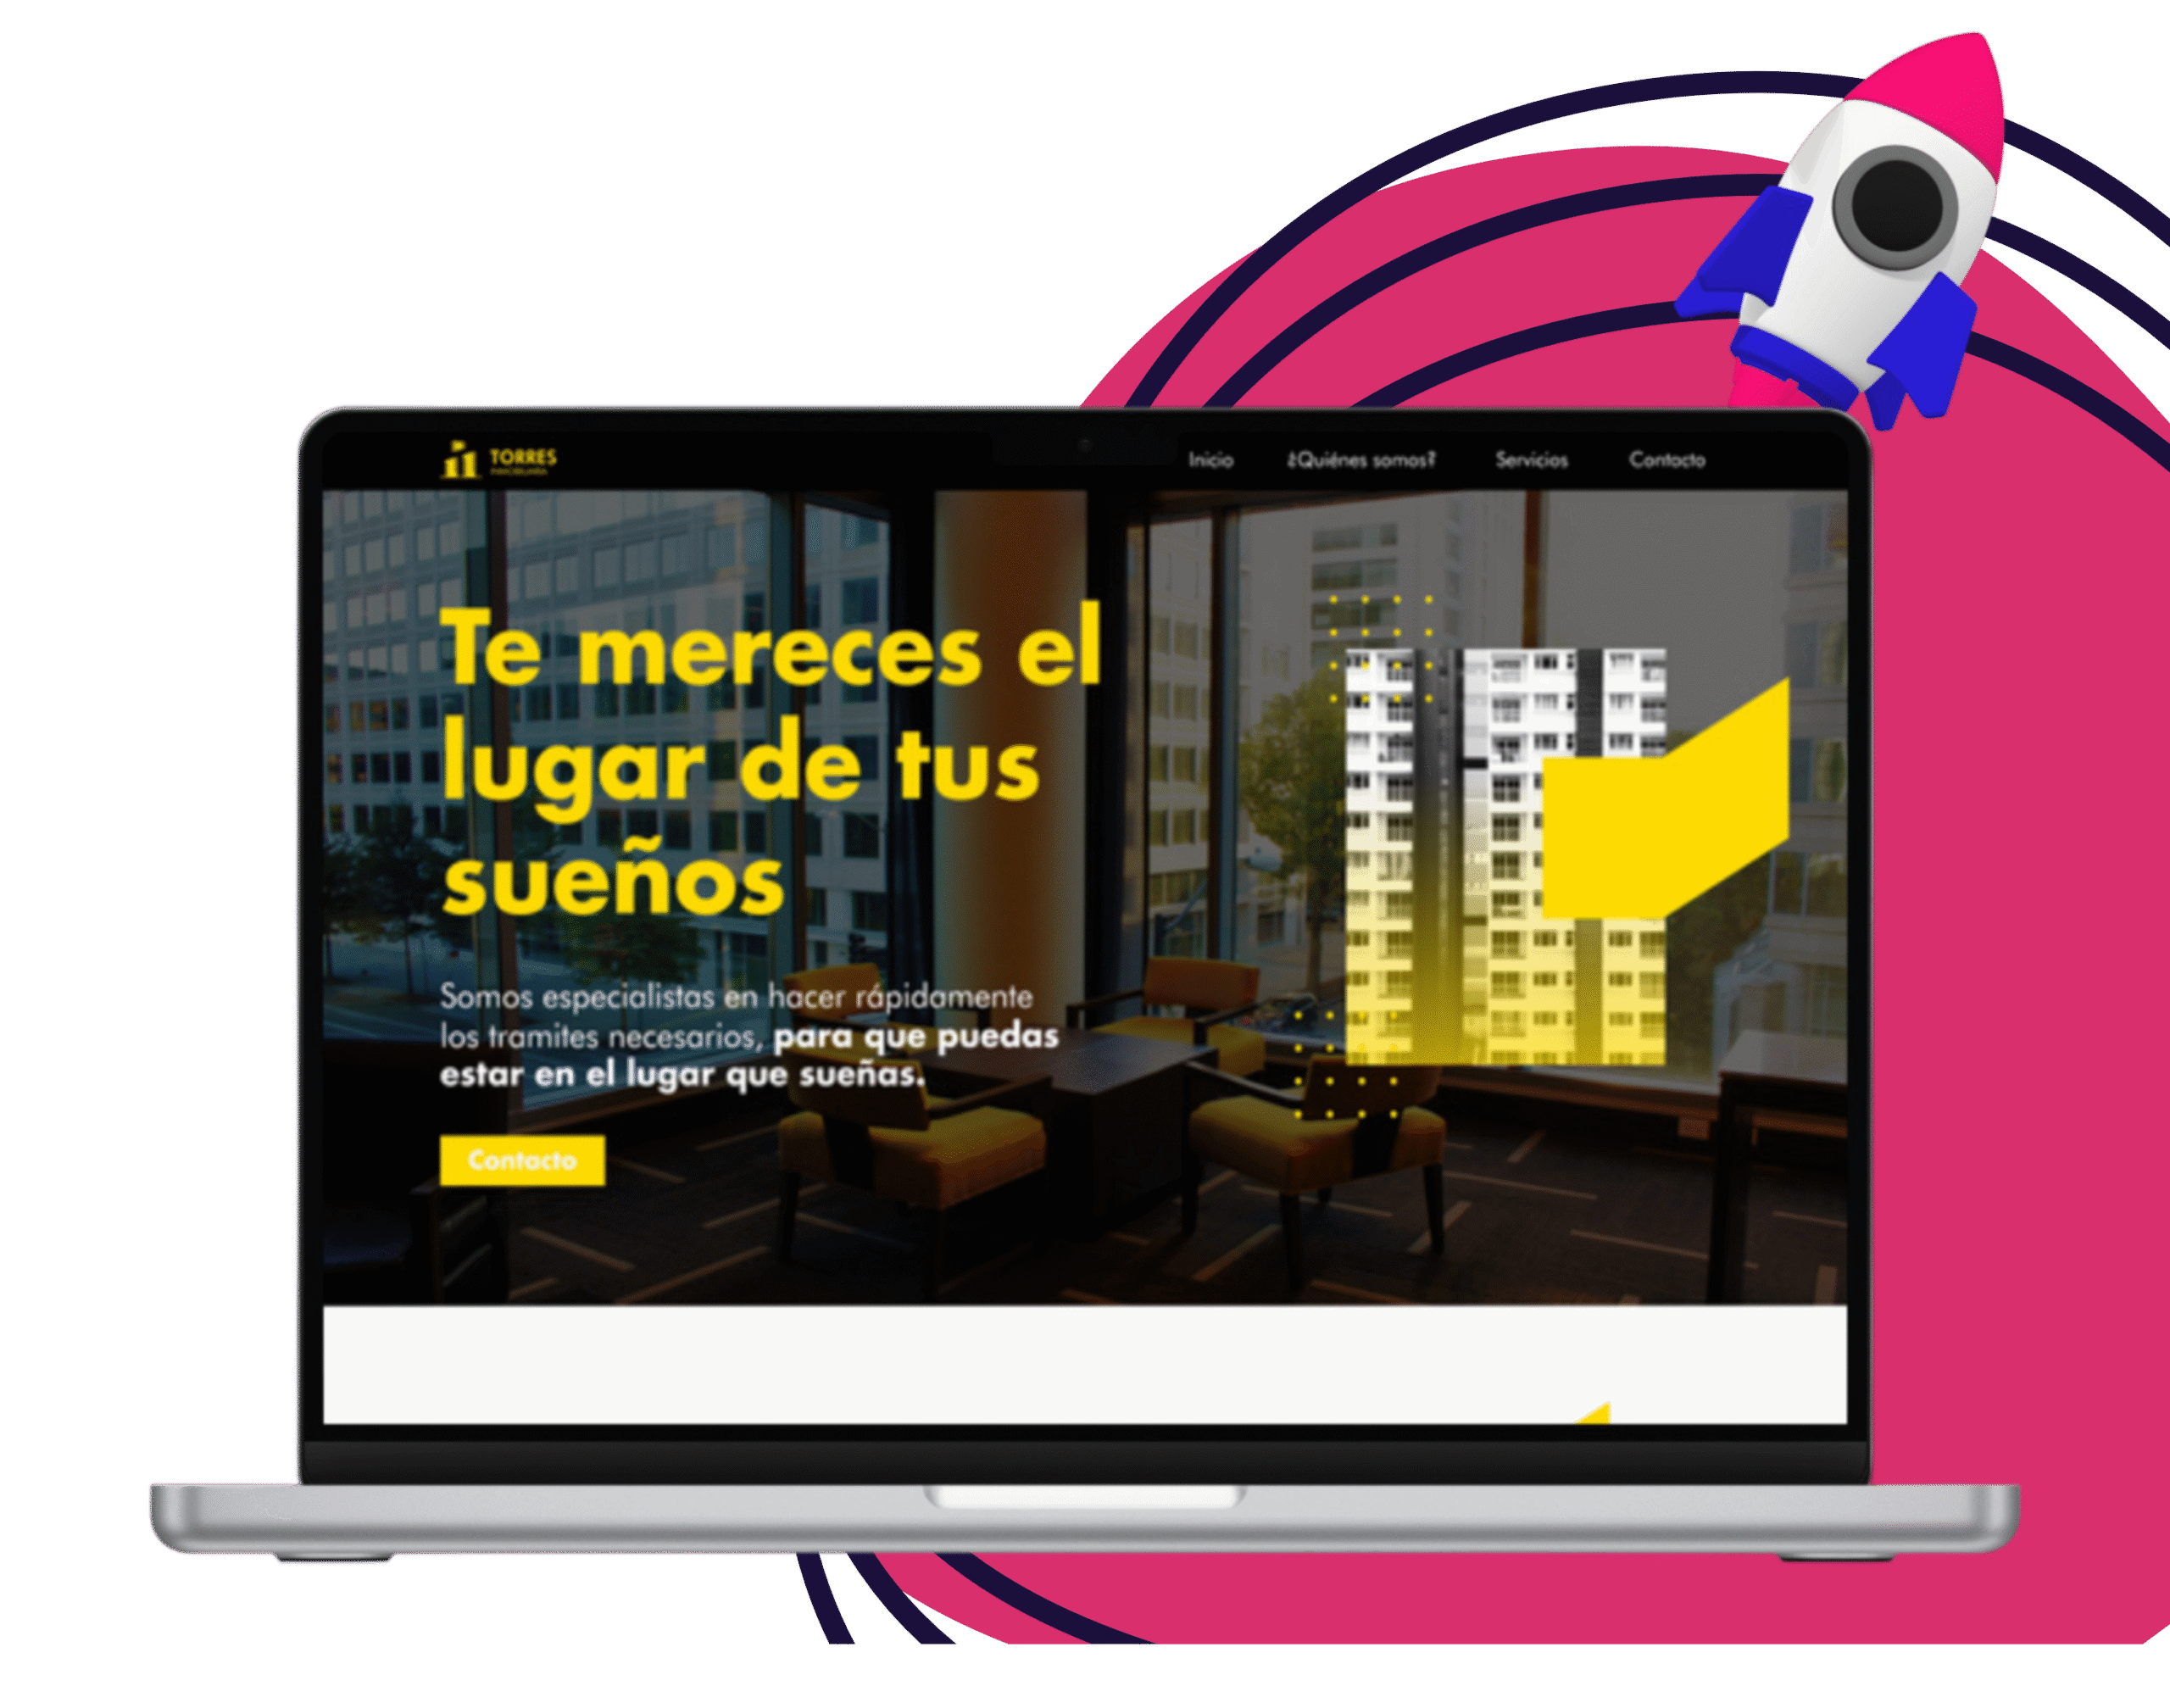 TORRES
INMOBILIARIA
Inicio
¿Quiénes somos?
Servicios
Contacto
Te mereces el
lugar de tus
sueños
Somos especialistas en hacer rápidamente
los tramites necesarios, para que puedas
estar en el lugar que sueñas.
Contacto